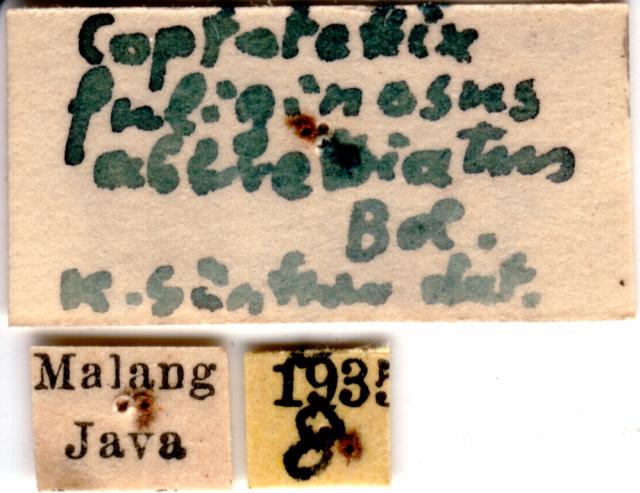 Coptotettix
fuliginosus
abbreviatus
Bol.
K. Günther det.
Malang
Java
1935
8